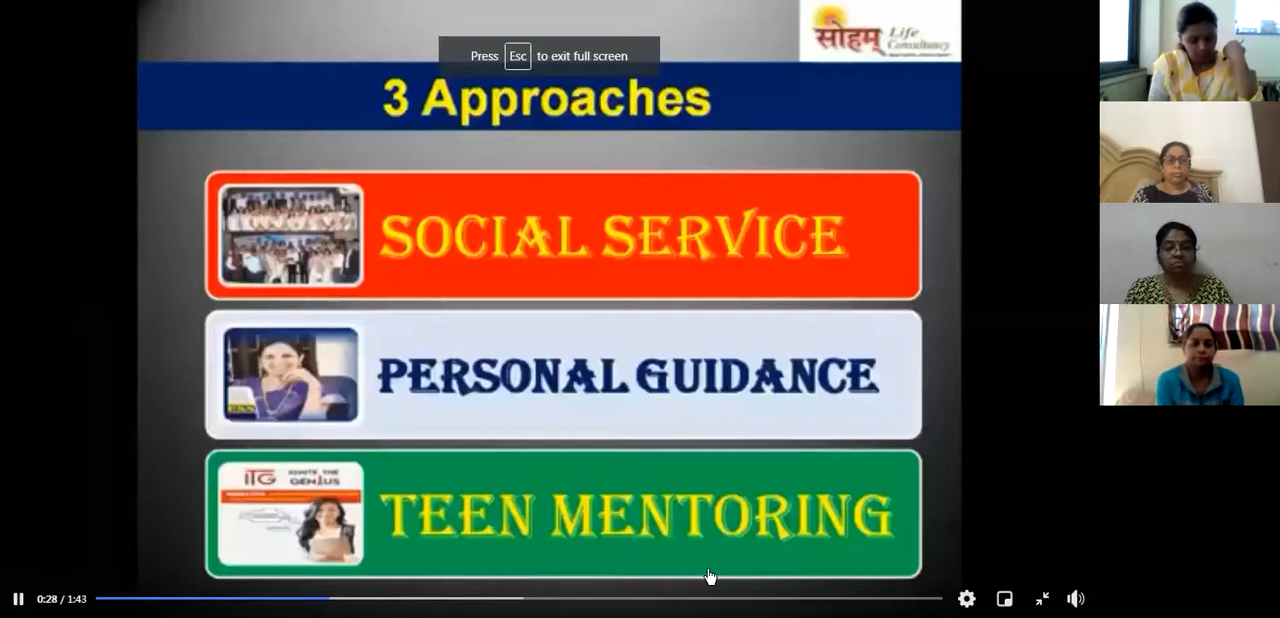 सोहम् Life
Consultancy
Press Esc to exit full screen
3 Approaches
SOCIAL SERVICE
PERSONAL GUIDANCE
ITG IGNITE THE
GEN1US
TEEN MENTORING
0:28 / 1:43